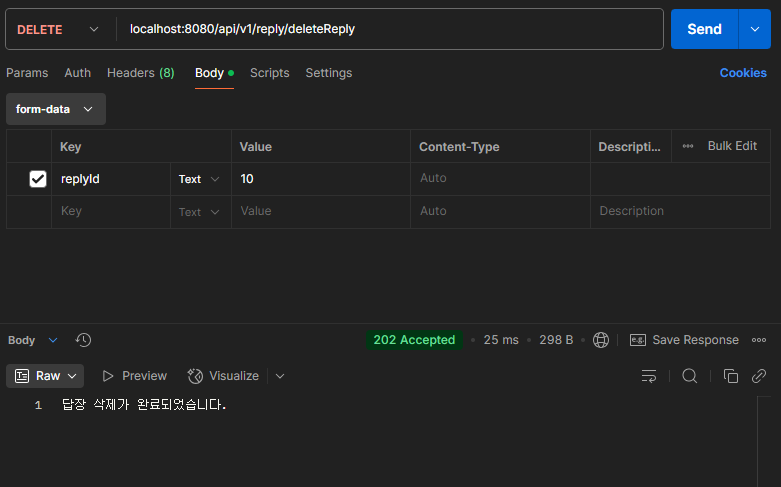 DELETE localhost:8080/api/v1/reply/deleteReply Send
Params Auth Headers (8) Body Scripts Settings Cookies
form-data
Key Value Content-Type Descripti... Bulk Edit
replyId Text 10 Auto
Key Text Value Auto Description
Body 202 Accepted 25 ms 298 B e.g. Save Response
Raw Preview Visualize
1 답장 삭제가 완료되었습니다.